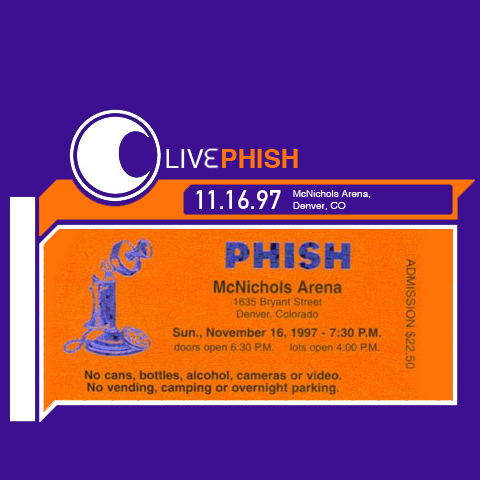 LIVEPHISH
11.16.97
McNichols Arena,
Denver, CO
PHISH
McNichols Arena
1635 Bryant Street
Denver, Colorado
Sun., November 16, 1997 - 7:30 P.M.
doors open 6:30 P.M. lots open 4:00 P.M.
No cans, bottles, alcohol, cameras or video.
No vending, camping or overnight parking.
ADMISSION $22.50